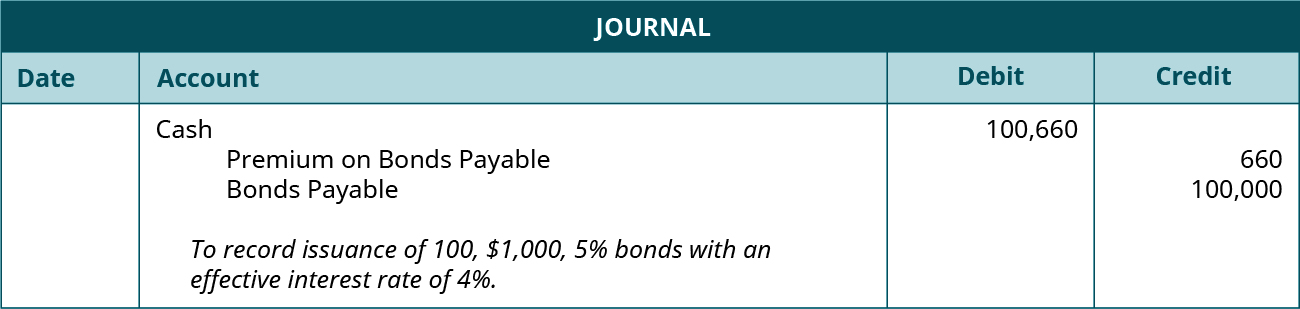 JOURNAL
Date Account Debit Credit
Cash 100,660
Premium on Bonds Payable 660
Bonds Payable 100,000
To record issuance of 100, $1,000, 5% bonds with an
effective interest rate of 4%.